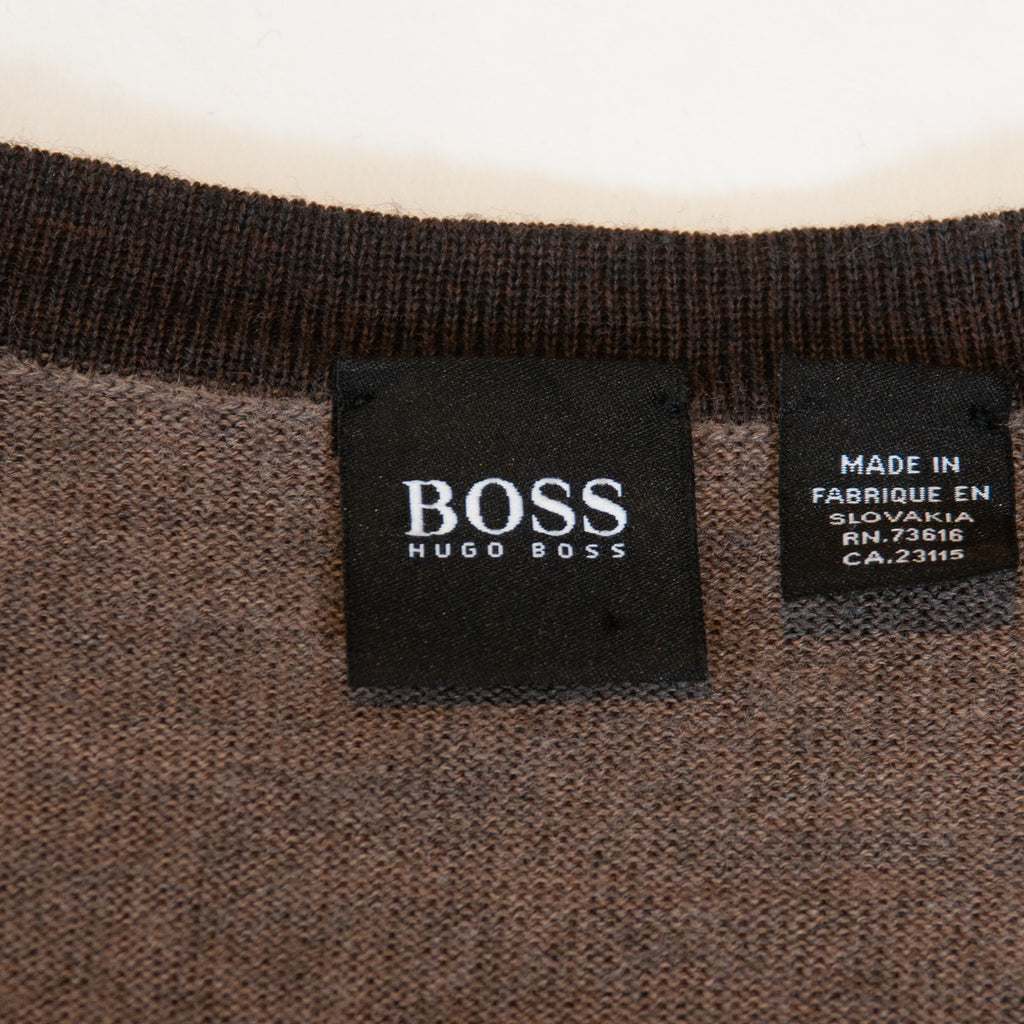 BOSS
HUGO BOSS
MADE IN
FABRIQUE EN
SLOVAKIA
RN.73616
CA.23115